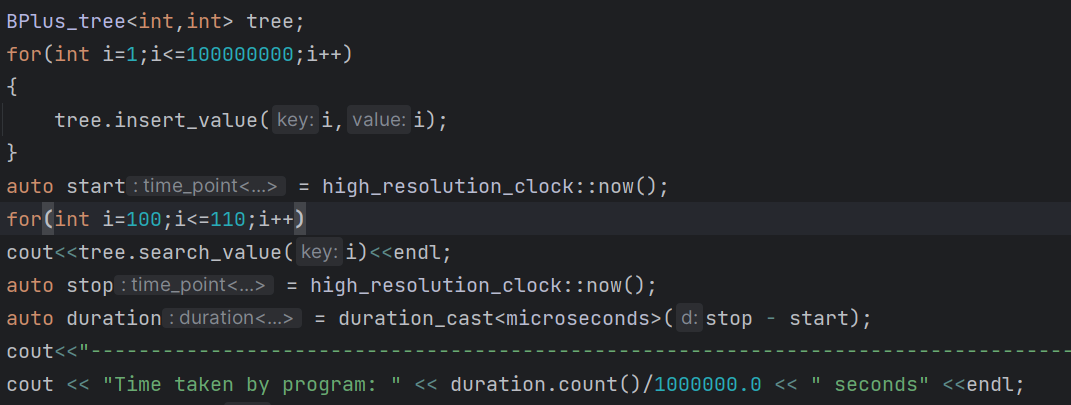 BPlus_tree<int,int> tree;
for(int i=1;i<=100000000;i++)
{
    tree.insert_value(key: i,value: i);
}
auto start: time_point<...> = high_resolution_clock::now();
for(int i=100;i<=110;i++)
cout<<tree.search_value(key: i)<<endl;
auto stop: time_point<...> = high_resolution_clock::now();
auto duration: duration<...> = duration_cast<microseconds>(d: stop - start);
cout<<"--------------------------------------------------------------------------------
cout << "Time taken by program: " << duration.count()/1000000.0 << " seconds" <<endl;